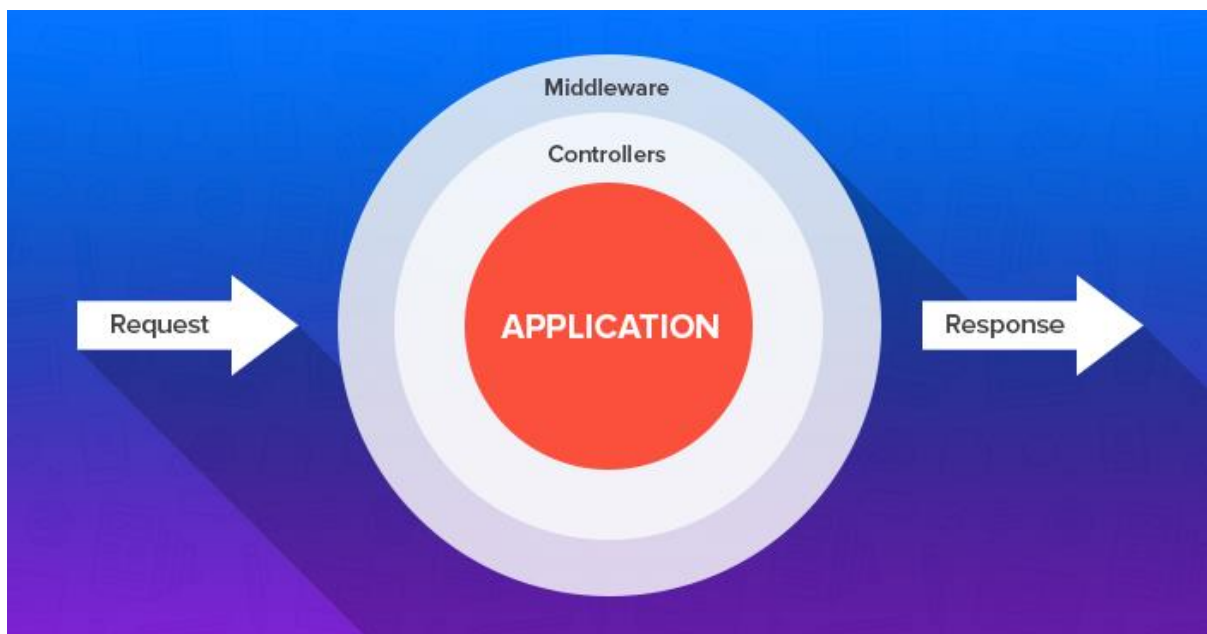 Middleware
Controllers
Request
APPLICATION
Response